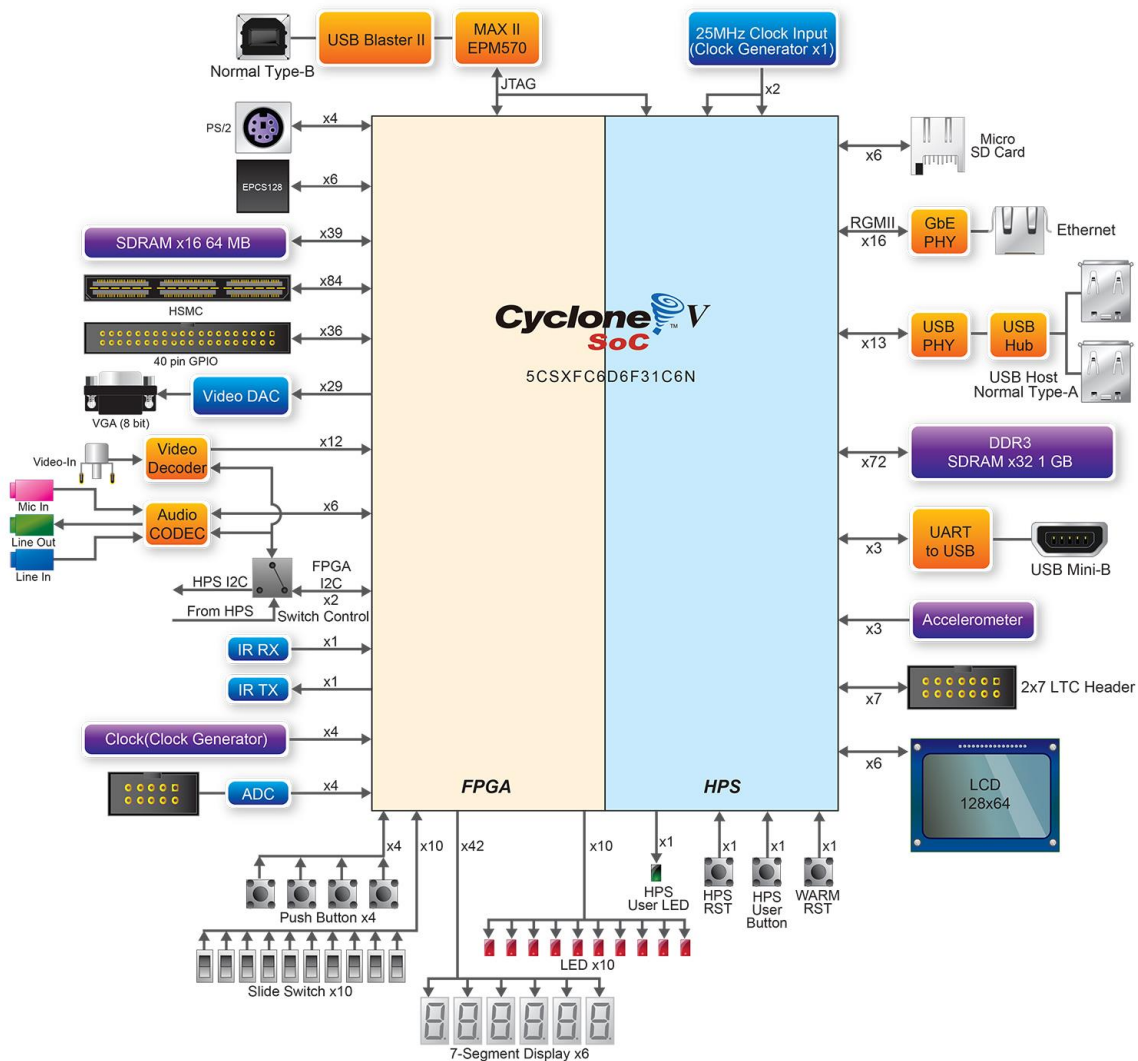 Normal Type-B
USB Blaster II
MAX II
EPM570
25MHz Clock Input
(Clock Generator x1)
JTAG
x2
PS/2
x4
EPCS128
x6
SDRAM x16 64 MB
x39
HSMC
x84
40 pin GPIO
x36
VGA (8 bit)
Video DAC
x29
Video-In
Video
Decoder
x12
Mic In
Line Out
Line In
Audio
CODEC
x6
HPS I2C
From HPS
FPGA
I2C
x2
Switch Control
IR RX
x1
IR TX
x1
Clock(Clock Generator)
x4
ADC
x4
Cyclone V
TM
SoC
5CSXFC6D6F31C6N
FPGA
HPS
x6
Micro
SD Card
RGMII
x16
GbE
PHY
Ethernet
x13
USB
PHY
USB
Hub
USB Host
Normal Type-A
x72
DDR3
SDRAM x32 1 GB
x3
UART
to USB
USB Mini-B
x3
Accelerometer
x7
2x7 LTC Header
x6
LCD
128x64
x4
x10
x42
x10
x1
x1
x1
x1
Push Button x4
Slide Switch x10
7-Segment Display x6
LED x10
HPS
User LED
HPS
RST
HPS
User
Button
WARM
RST